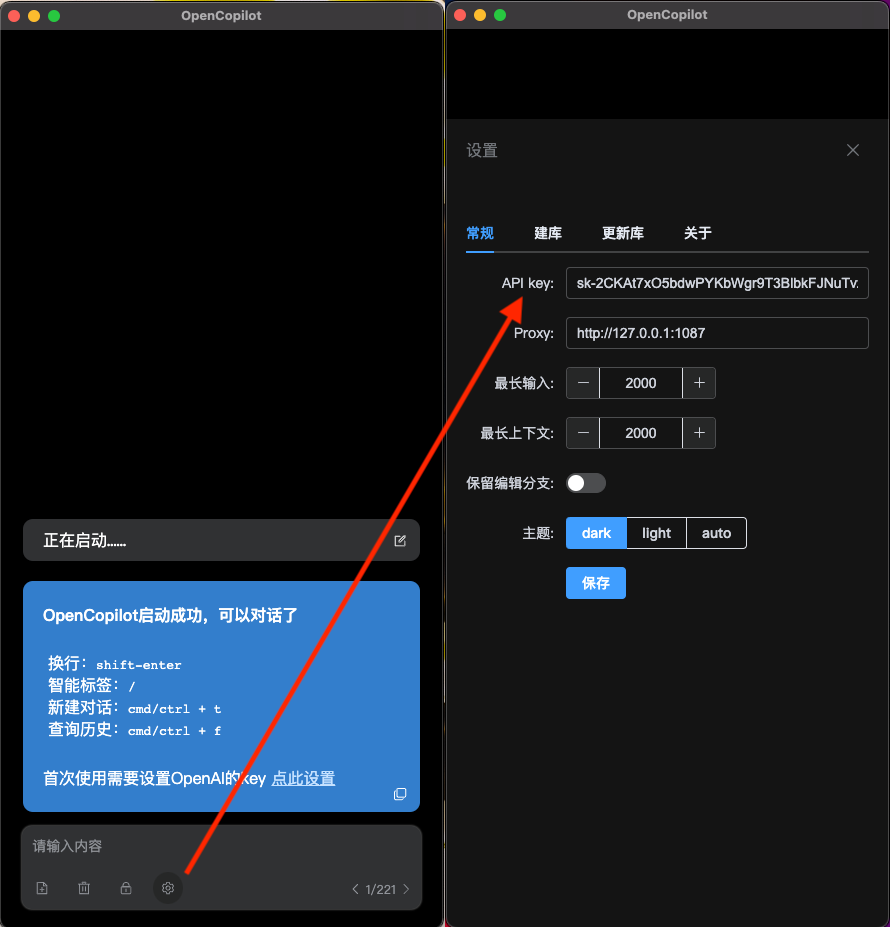 OpenCopilot
正在启动......
OpenCopilot启动成功，可以对话了
换行：shift-enter
智能标签：/
新建对话：cmd/ctrl + t
查询历史：cmd/ctrl + f
首次使用需要设置OpenAI的key 点此设置
请输入内容
1/221
OpenCopilot
设置
常规 建库 更新库 关于
API key: sk-2CKAt7xO5bdwPYKbWgr9T3BlbkFJNuTv
Proxy: http://127.0.0.1:1087
最长输入: 2000
最长上下文: 2000
保留编辑分支:
主题: dark light auto
保存